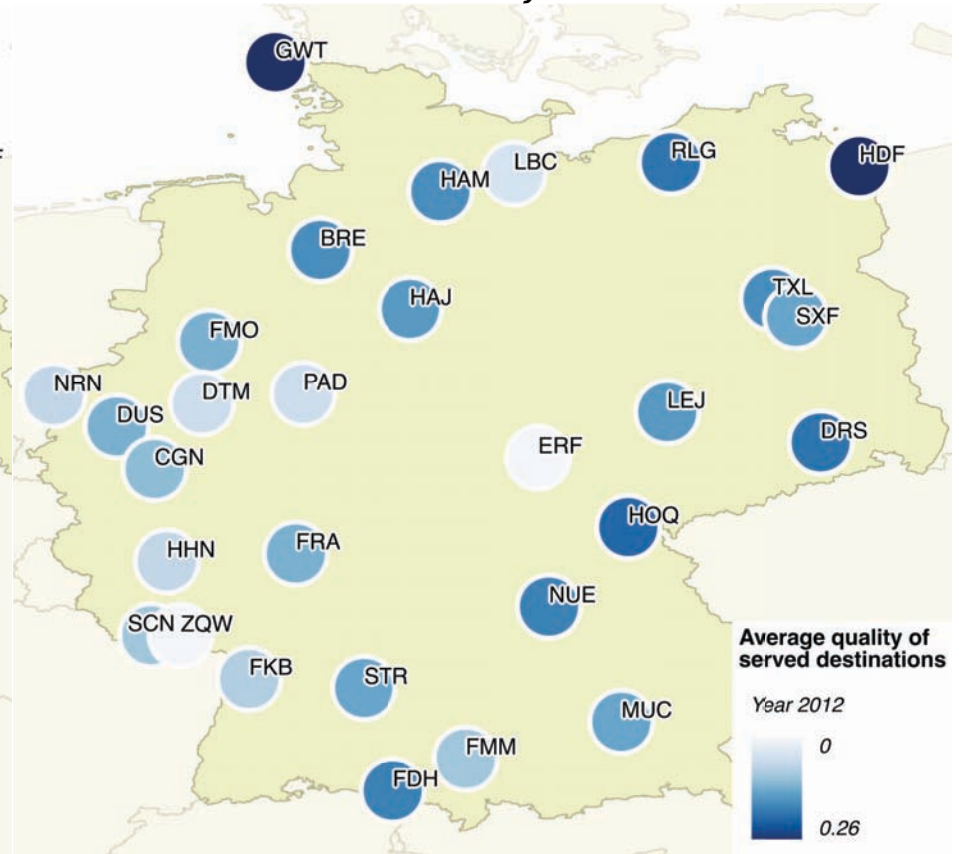 GWT
LBC
RLG
HDF
HAM
BRE
HAJ
TXL
SXF
FMO
NRN
DTM
PAD
DUS
LEJ
DRS
CGN
ERF
HOQ
HHN
FRA
NUE
SCN ZQW
FKB
STR
MUC
FMM
FDH
Average quality of
served destinations
Year 2012
0
0.26